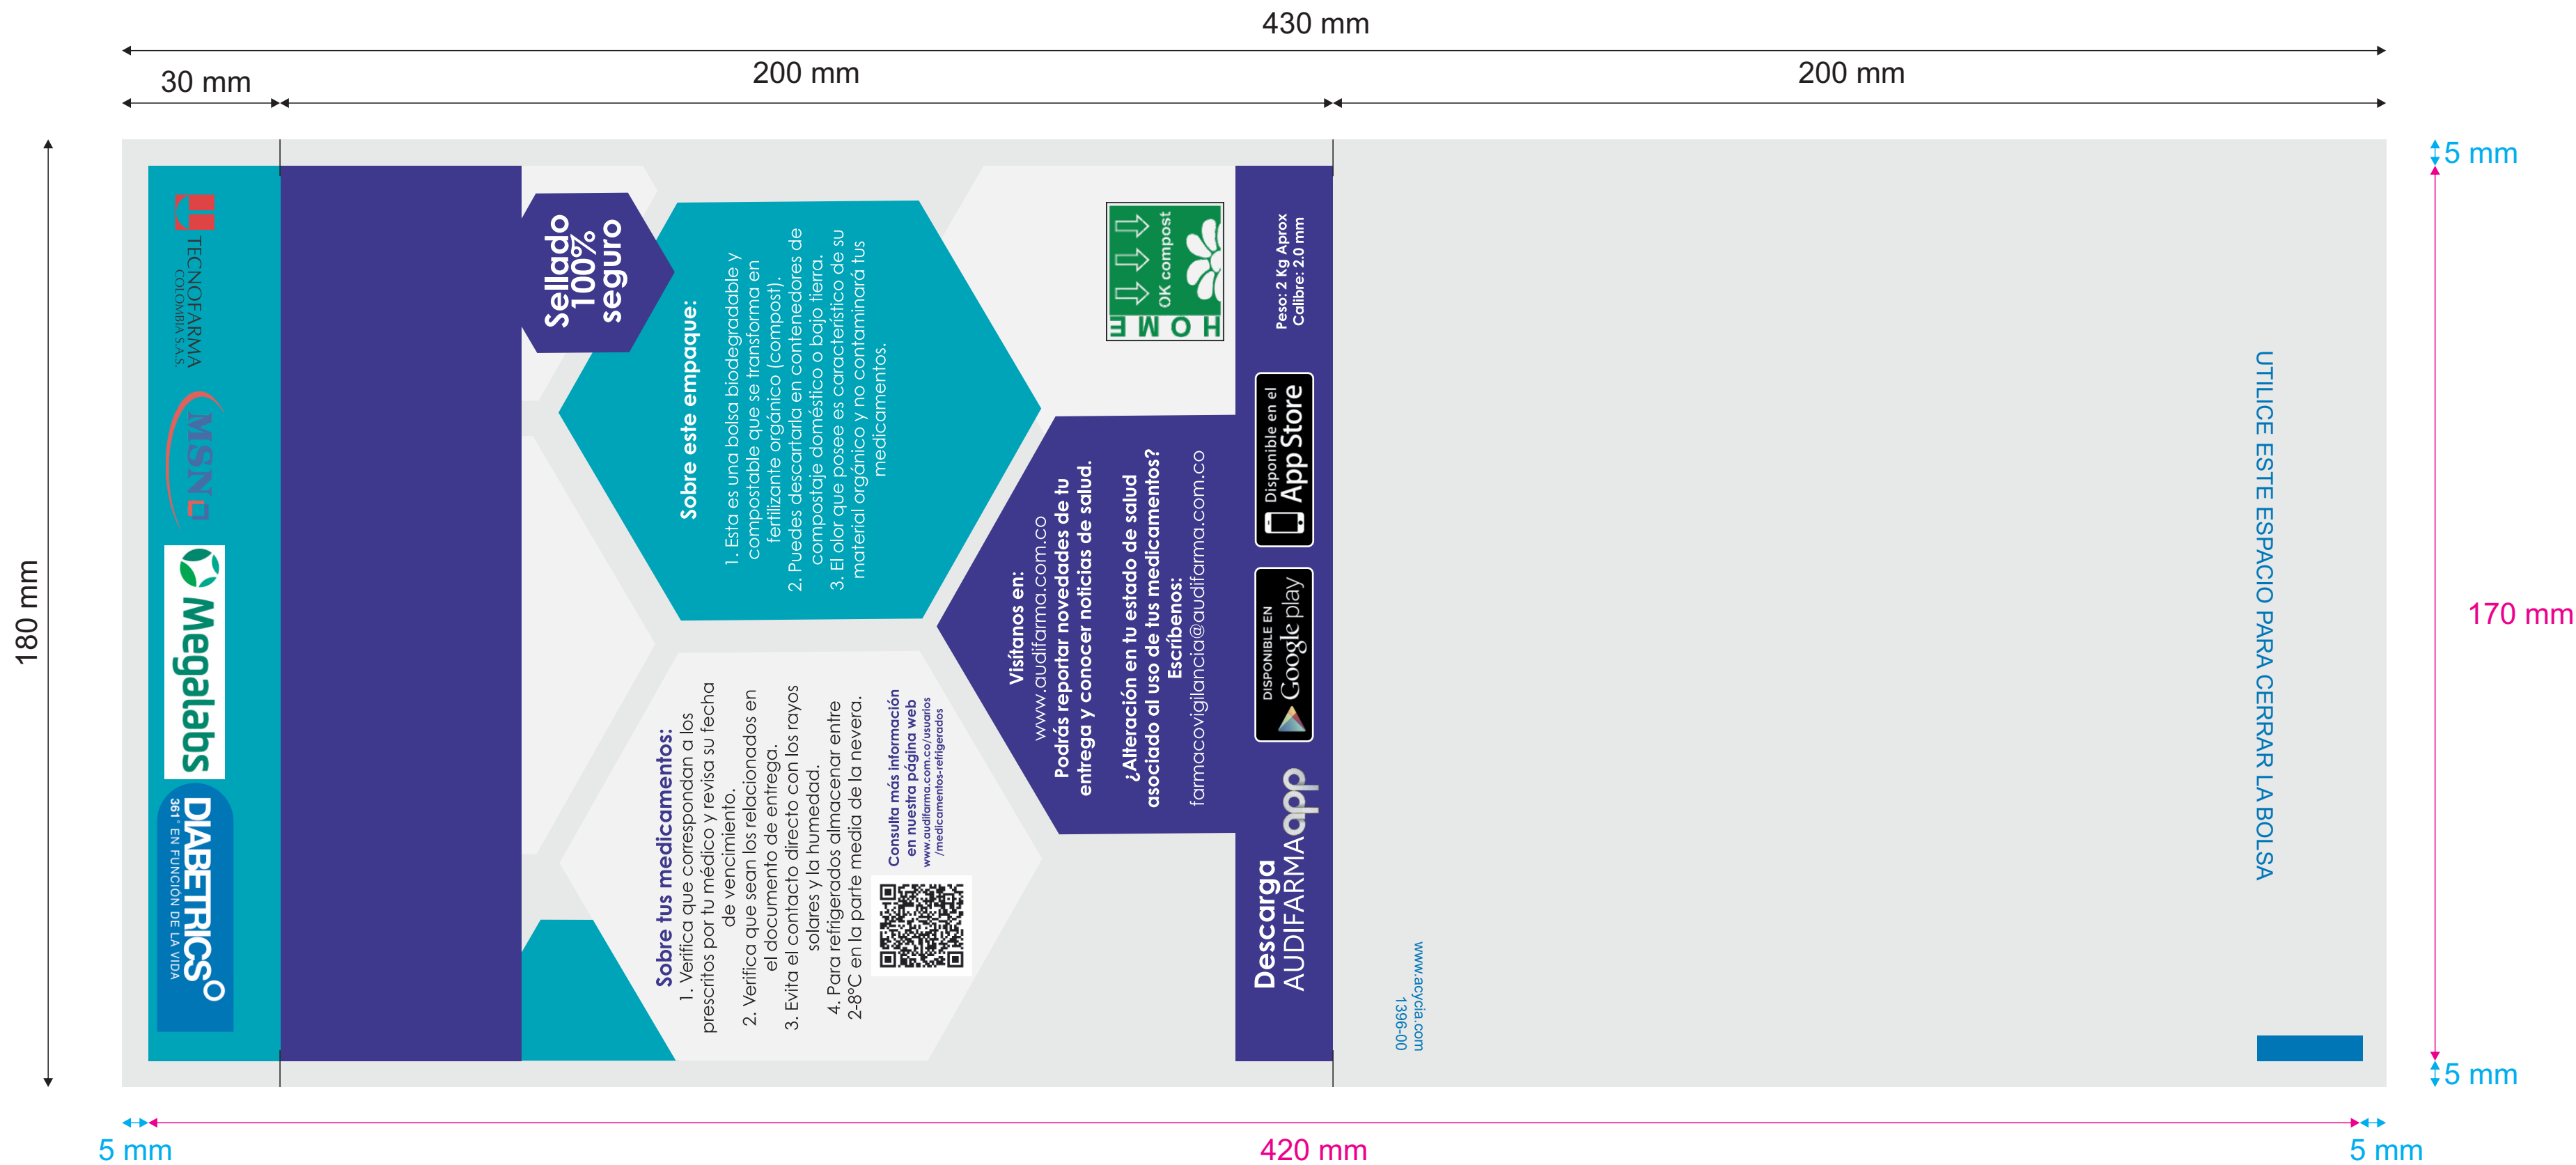 430 mm
30 mm
200 mm
200 mm
180 mm
5 mm
170 mm
5 mm
5 mm
420 mm
5 mm
TECNOFARMA
COLOMBIA S.A.S.
MSN
Megalabs
DIABETRICS
361° EN FUNCIÓN DE LA VIDA
Sellado
100%
seguro
Sobre este empaque:
1. Esta es una bolsa biodegradable y
compostable que se transforma en
fertilizante orgánico (compost).
2. Puedes descartarla en contenedores de
compostaje doméstico o bajo tierra.
3. El olor que posee es característico de su
material orgánico y no contaminará tus
medicamentos.
Sobre tus medicamentos:
1. Verifica que correspondan a los
prescritos por tu médico y revisa su fecha
de vencimiento.
2. Verifica que sean los relacionados en
el documento de entrega.
3. Evita el contacto directo con los rayos
solares y la humedad.
4. Para refrigerados almacenar entre
2-8°C en la parte media de la nevera.
Consulta más información
en nuestra página web
www.audifarma.com.co/usuarios
/medicamentos-refrigerados
Visítanos en:
www.audifarma.com.co
Podrás reportar novedades de tu
entrega y conocer noticias de salud.
¿Alteración en tu estado de salud
asociado al uso de tus medicamentos?
Escríbenos:
farmacovigilancia@audifarma.com.co
OK compost
HOME
Descarga
AUDIFARMAapp
DISPONIBLE EN
Google play
Disponible en el
App Store
Peso: 2 Kg Aprox
Calibre: 2.0 mm
www.acycia.com
1396-00
UTILICE ESTE ESPACIO PARA CERRAR LA BOLSA